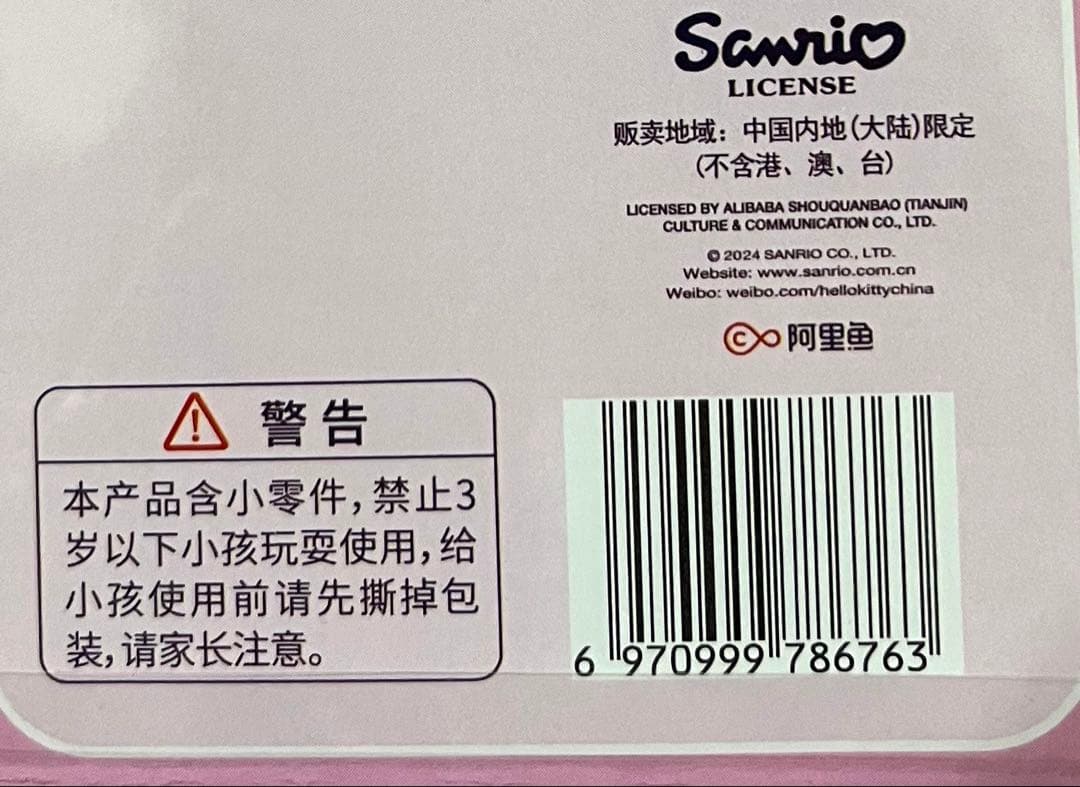 Sanrio
LICENSE
贩卖地域：中国内地(大陆)限定
(不含港、澳、台)
LICENSED BY ALIBABA SHOUQUANBAO (TIANJIN)
CULTURE & COMMUNICATION CO., LTD.
© 2024 SANRIO CO., LTD.
Website: www.sanrio.com.cn
Weibo: weibo.com/hellokittychina
阿里鱼
警告
本产品含小零件，禁止3
岁以下小孩玩耍使用，给
小孩使用前请先撕掉包
装，请家长注意。
6 970999 786763